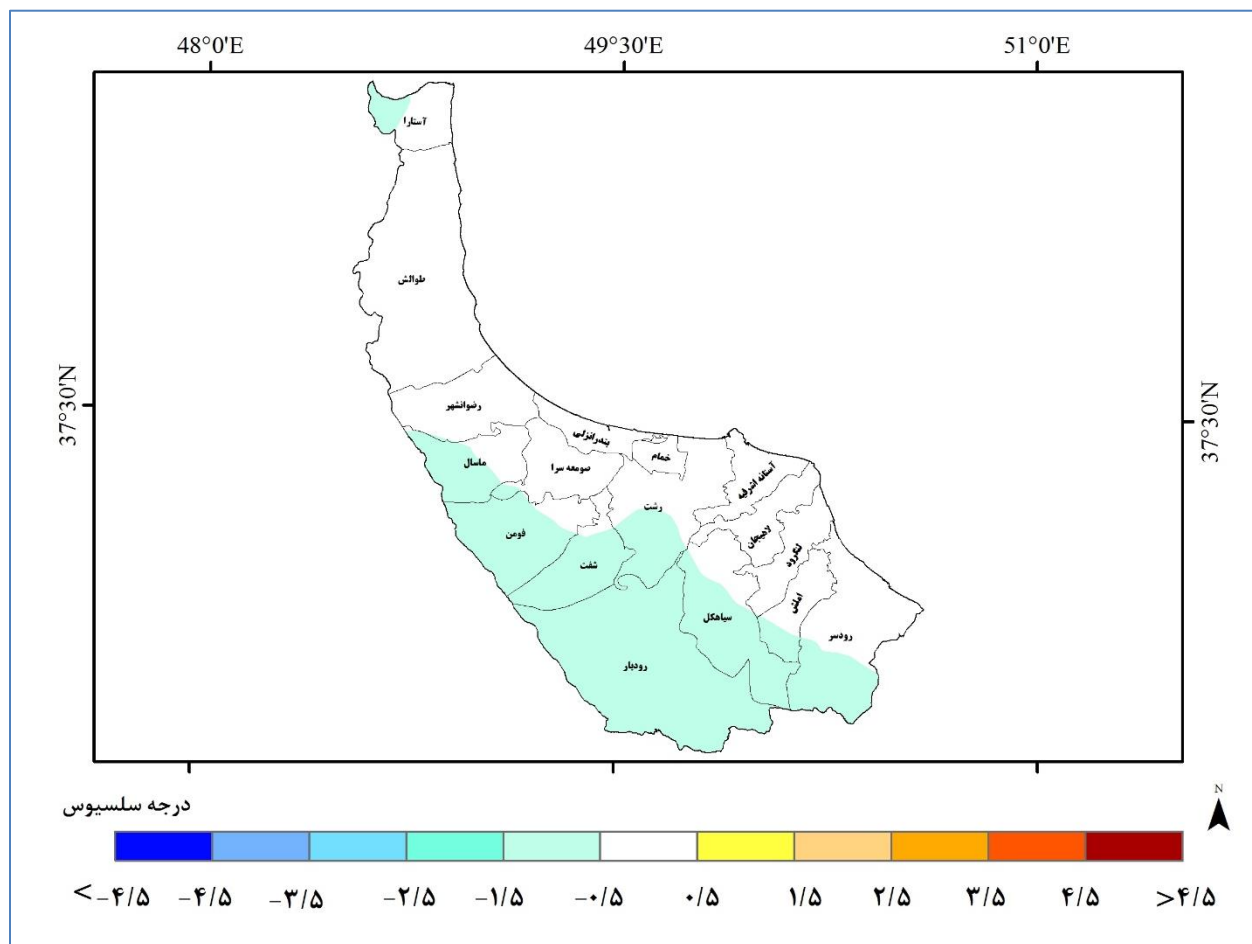 48°0'E 49°30'E 51°0'E
آستارا
طوالش
37°30'N
37°30'N
رضوانشهر
بندرانزلی
خمام
ماسال
صومعه سرا
آستانه اشرفیه
رشت
لاهیجان
فومن
شفت
لنگرود
املش
سیاهکل
رودسر
رودبار
درجه سلسیوس
N
<-۴/۵ -۴/۵ -۳/۵ -۲/۵ -۱/۵ -۰/۵ ۰/۵ ۱/۵ ۲/۵ ۳/۵ ۴/۵ >۴/۵